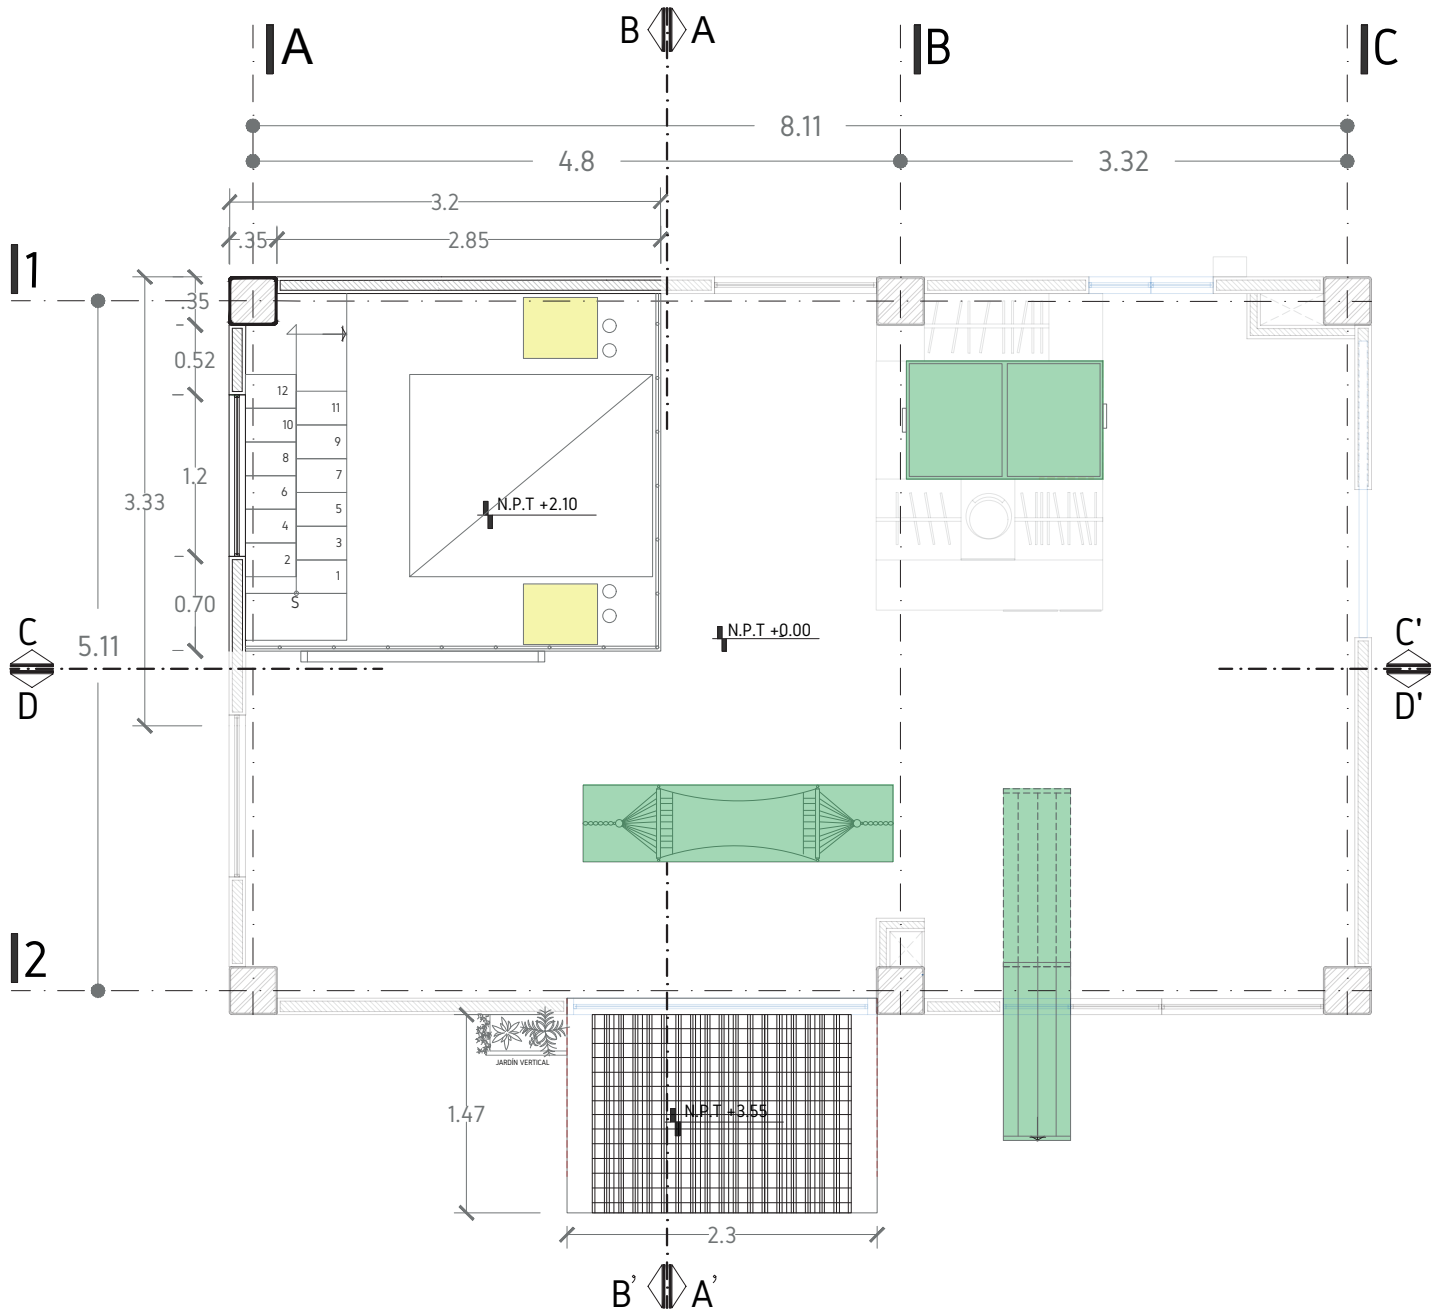 B A
A B C
8.11
4.8 3.32
3.2
.35 2.85
1
.35
0.52
12
11
10
9
1.2
8
7
6
3.33
N.P.T +2.10
5
4
3
2
1
0.70
S
C
5.11
N.P.T +0.00
C'
D
D'
2
JARDÍN VERTICAL
1.47
N.P.T +3.55
2.3
B' A'